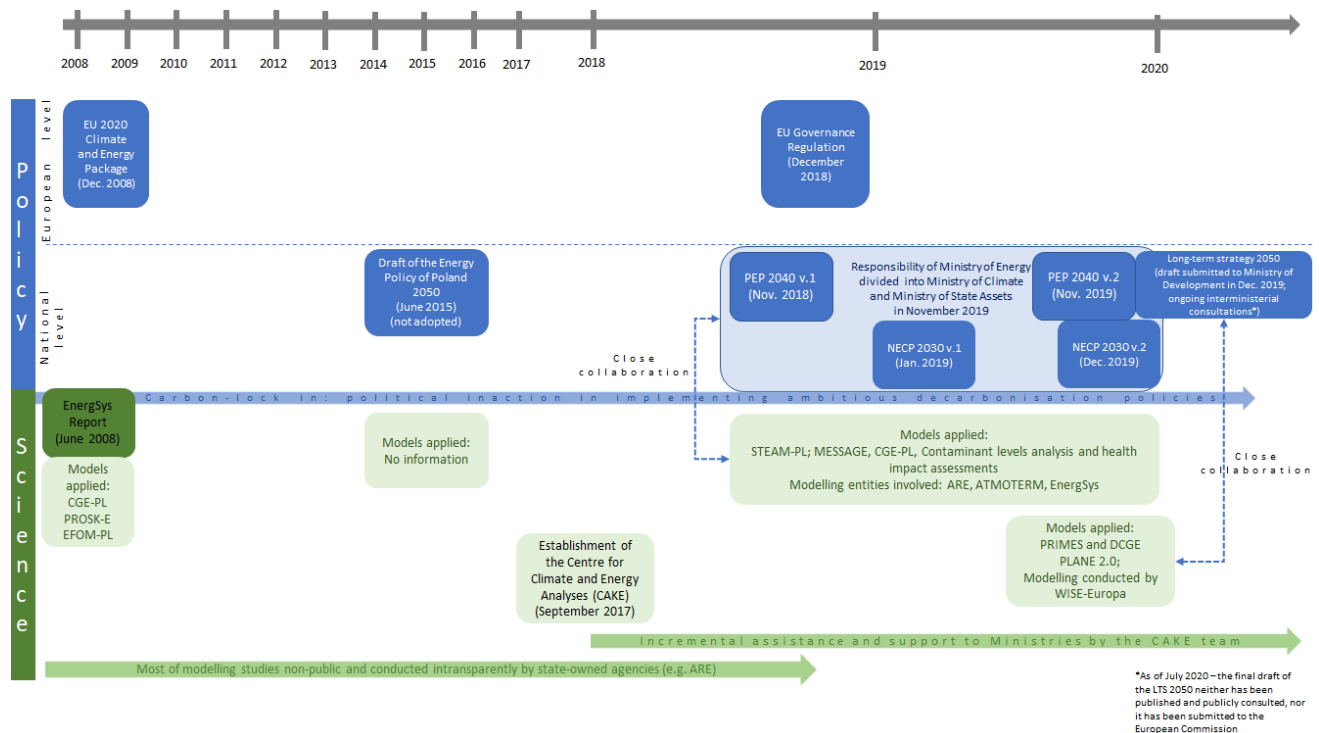 2008
2009
2010
2011
2012
2013
2014
2015
2016
2017
2018
2019
2020
Policy
European level
EU 2020
Climate
and Energy
Package
(Dec. 2008)
EU Governance
Regulation
(December
2018)
National
level
Draft of the Energy
Policy of Poland
2050
(June 2015)
(not adopted)
PEP 2040 v.1
(Nov. 2018)
Responsibility of Ministry of Energy
divided into Ministry of Climate
and Ministry of State Assets
in November 2019
PEP 2040 v.2
(Nov. 2019)
Long-term strategy 2050
(draft submitted to Ministry of
Development in Dec. 2019;
ongoing interministerial
consultations*)
NECP 2030 v.1
(Jan. 2019)
NECP 2030 v.2
(Dec. 2019)
Close
collaboration
Carbon-lock in: political inaction in implementing ambitious decarbonisation policies
Science
EnergSys
Report
(June 2008)
Models
applied:
CGE-PL
PROSK-E
EFOM-PL
Models applied:
No information
Models applied:
STEAM-PL; MESSAGE, CGE-PL, Contaminant levels analysis and health
impact assessments
Modelling entities involved: ARE, ATMOTERM, EnergSys
Close
collaboration
Establishment of
the Centre for
Climate and Energy
Analyses (CAKE)
(September 2017)
Models applied:
PRIMES and DCGE
PLANE 2.0;
Modelling conducted by
WISE-Europa
Incremental assistance and support to Ministries by the CAKE team
Most of modelling studies non-public and conducted intransparently by state-owned agencies (e.g. ARE)
*As of July 2020 – the final draft of
the LTS 2050 neither has been
published and publicly consulted, nor
it has been submitted to the
European Commission